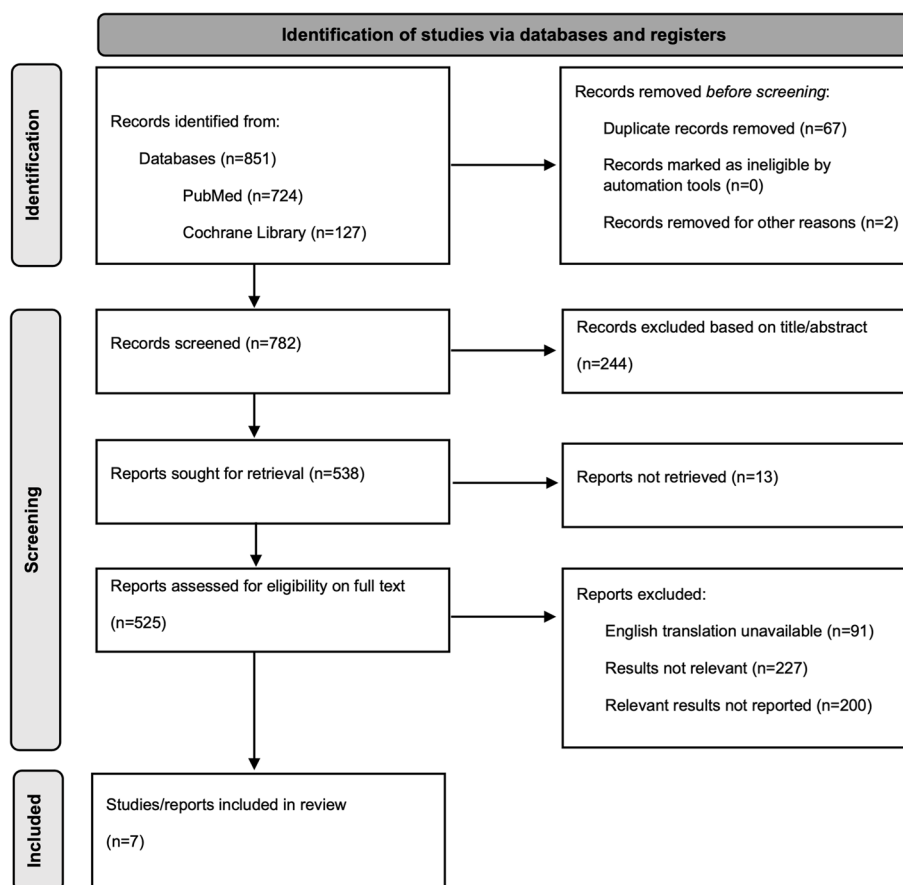 Identification of studies via databases and registers
Identification
Records identified from:
Databases (n=851)
PubMed (n=724)
Cochrane Library (n=127)
Records removed before screening:
Duplicate records removed (n=67)
Records marked as ineligible by
automation tools (n=0)
Records removed for other reasons (n=2)
Screening
Records screened (n=782)
Records excluded based on title/abstract
(n=244)
Reports sought for retrieval (n=538)
Reports not retrieved (n=13)
Reports assessed for eligibility on full text
(n=525)
Reports excluded:
English translation unavailable (n=91)
Results not relevant (n=227)
Relevant results not reported (n=200)
Included
Studies/reports included in review
(n=7)